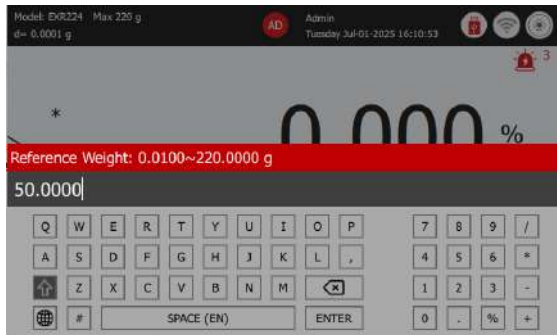 Model: EXR224 Max 220 g
d= 0.0001 g
AD
Admin
Tuesday Jul-01-2025 16:10:53
3
*
0.000 %
Reference Weight: 0.0100~220.0000 g
50.0000
Q W E R T Y U I O P 7 8 9 /
A S D F G H J K L , 4 5 6 *
Z X C V B N M 1 2 3 -
# SPACE (EN) ENTER 0 . % +